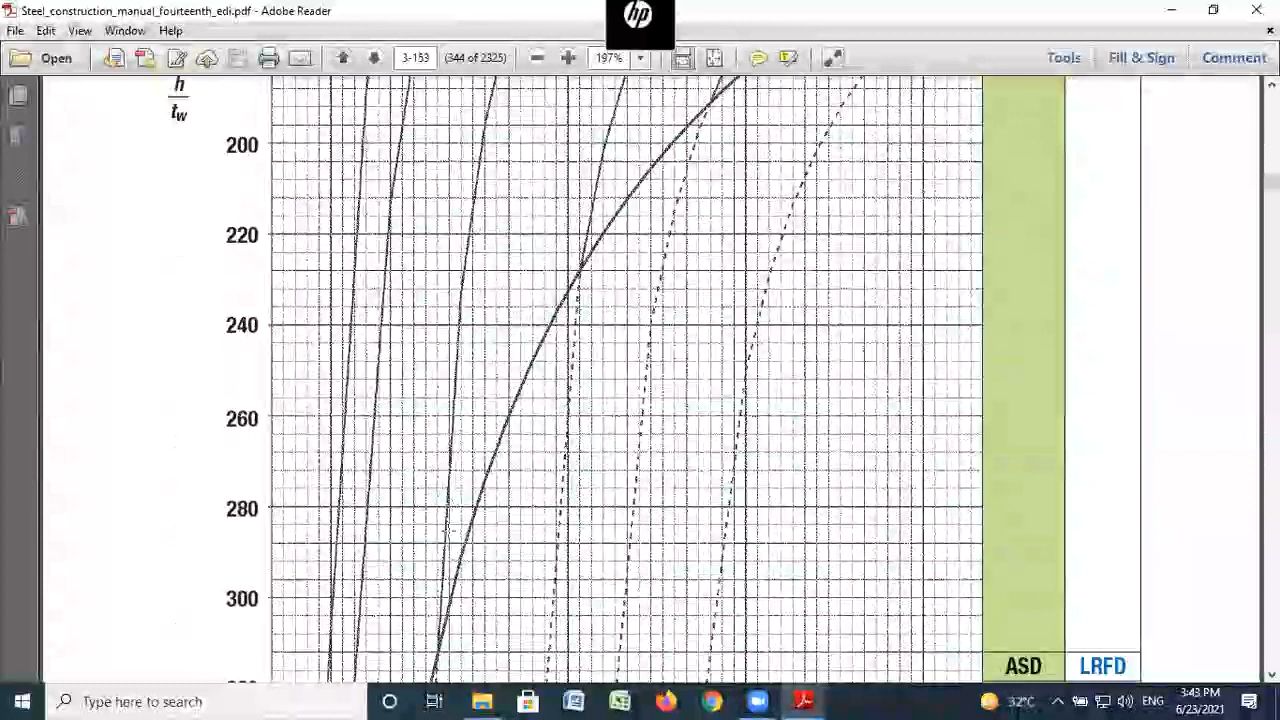 Steel_construction_manual_fourteenth_edi.pdf - Adobe Reader
hp
File Edit View Window Help
Open 3-153 (344 of 2325) 197% Tools Fill & Sign Comment
h
tw
200
220
240
260
280
300
ASD LRFD
Type here to search
32°C ENG 3:43 PM
6/23/2021